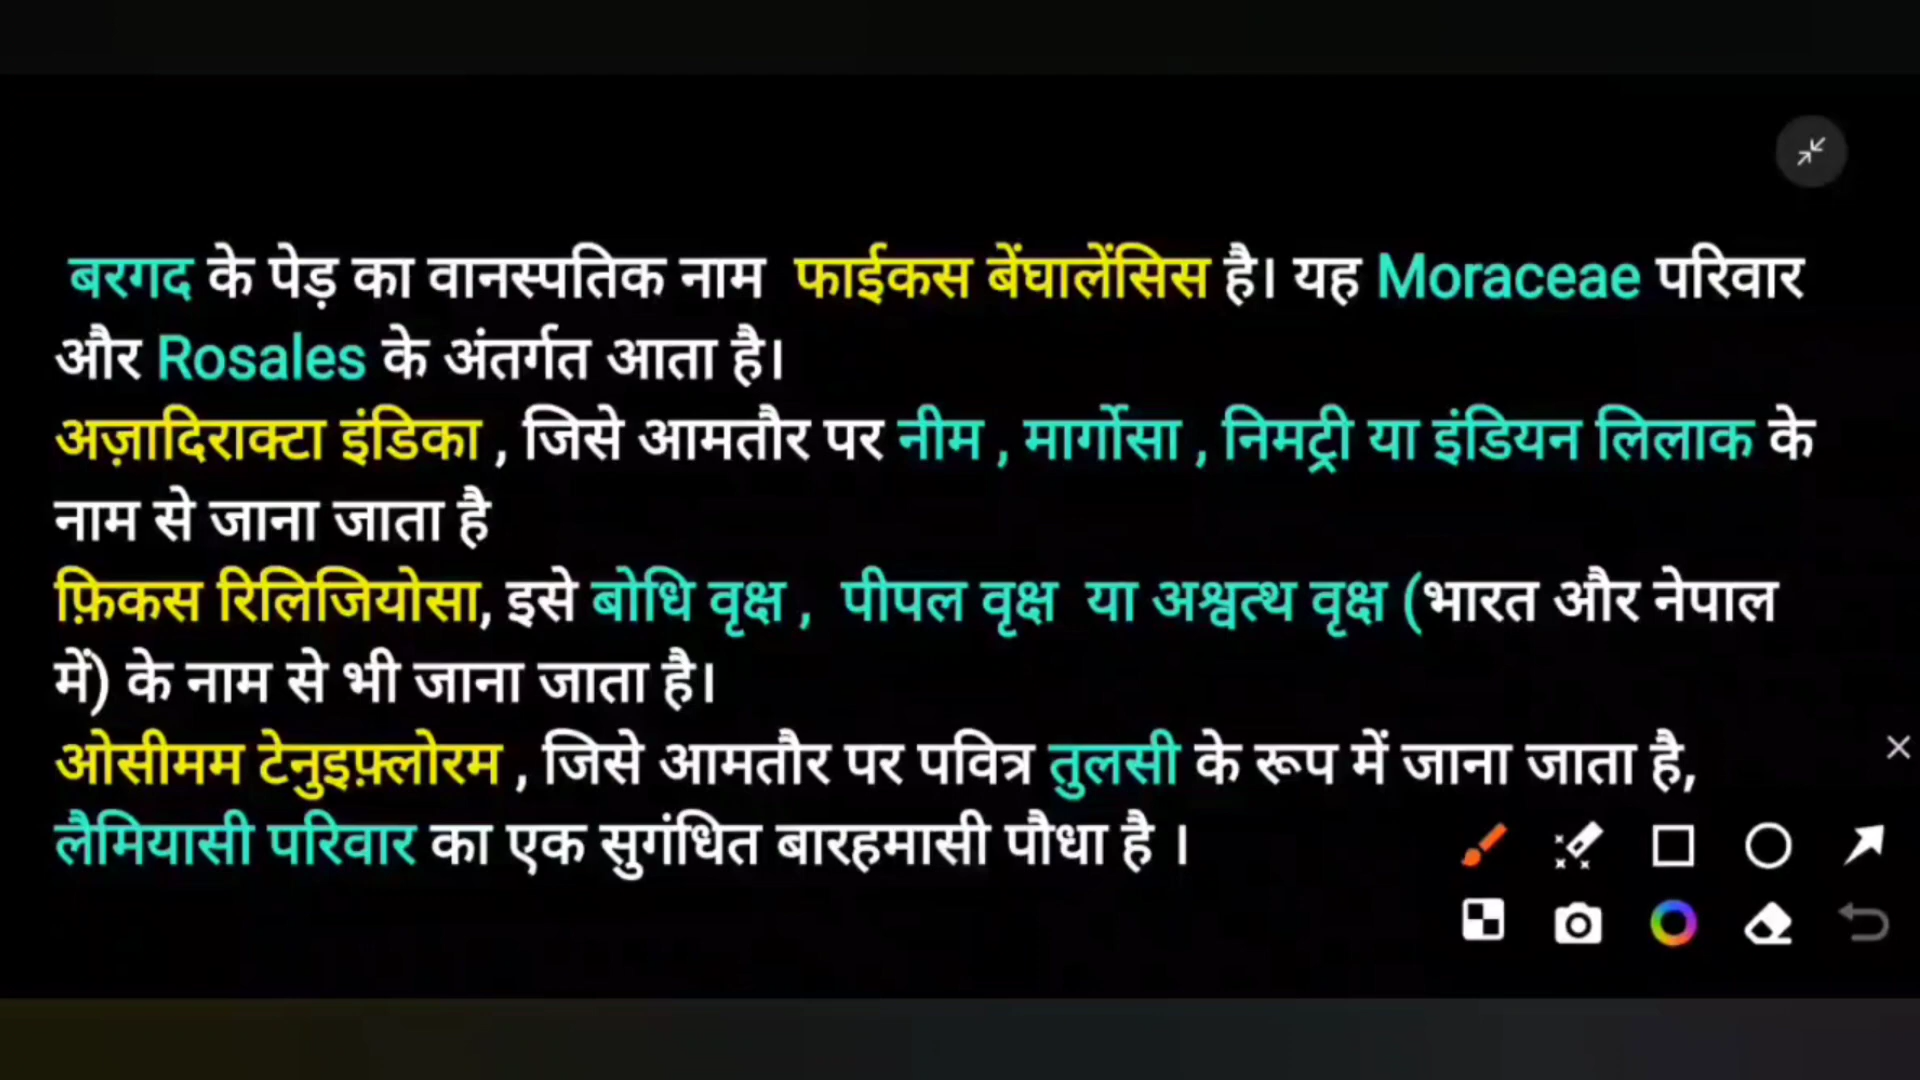 बरगद के पेड़ का वानस्पतिक नाम फाईकस बेंघालेंसिस है। यह Moraceae परिवार
और Rosales के अंतर्गत आता है।
अज़ादिराक्टा इंडिका , जिसे आमतौर पर नीम , मार्गोसा , निमट्री या इंडियन लिलाक के
नाम से जाना जाता है
फ़िकस रिलिजियोसा, इसे बोधि वृक्ष , पीपल वृक्ष या अश्वत्थ वृक्ष (भारत और नेपाल
में) के नाम से भी जाना जाता है।
ओसीमम टेनुइफ़्लोरम , जिसे आमतौर पर पवित्र तुलसी के रूप में जाना जाता है,
लैमियासी परिवार का एक सुगंधित बारहमासी पौधा है ।